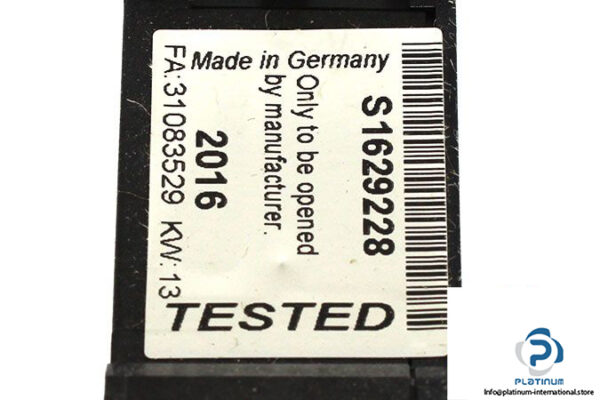 Made in Germany
S1629228
Only to be opened
by manufacturer.
2016
FA:31083529 KW:13
TESTED
PLATINUM
https://platinum-international.store